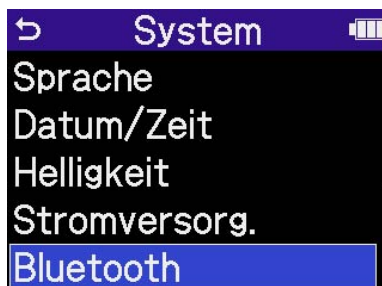 System
Sprache
Datum/Zeit
Helligkeit
Stromversorg.
Bluetooth